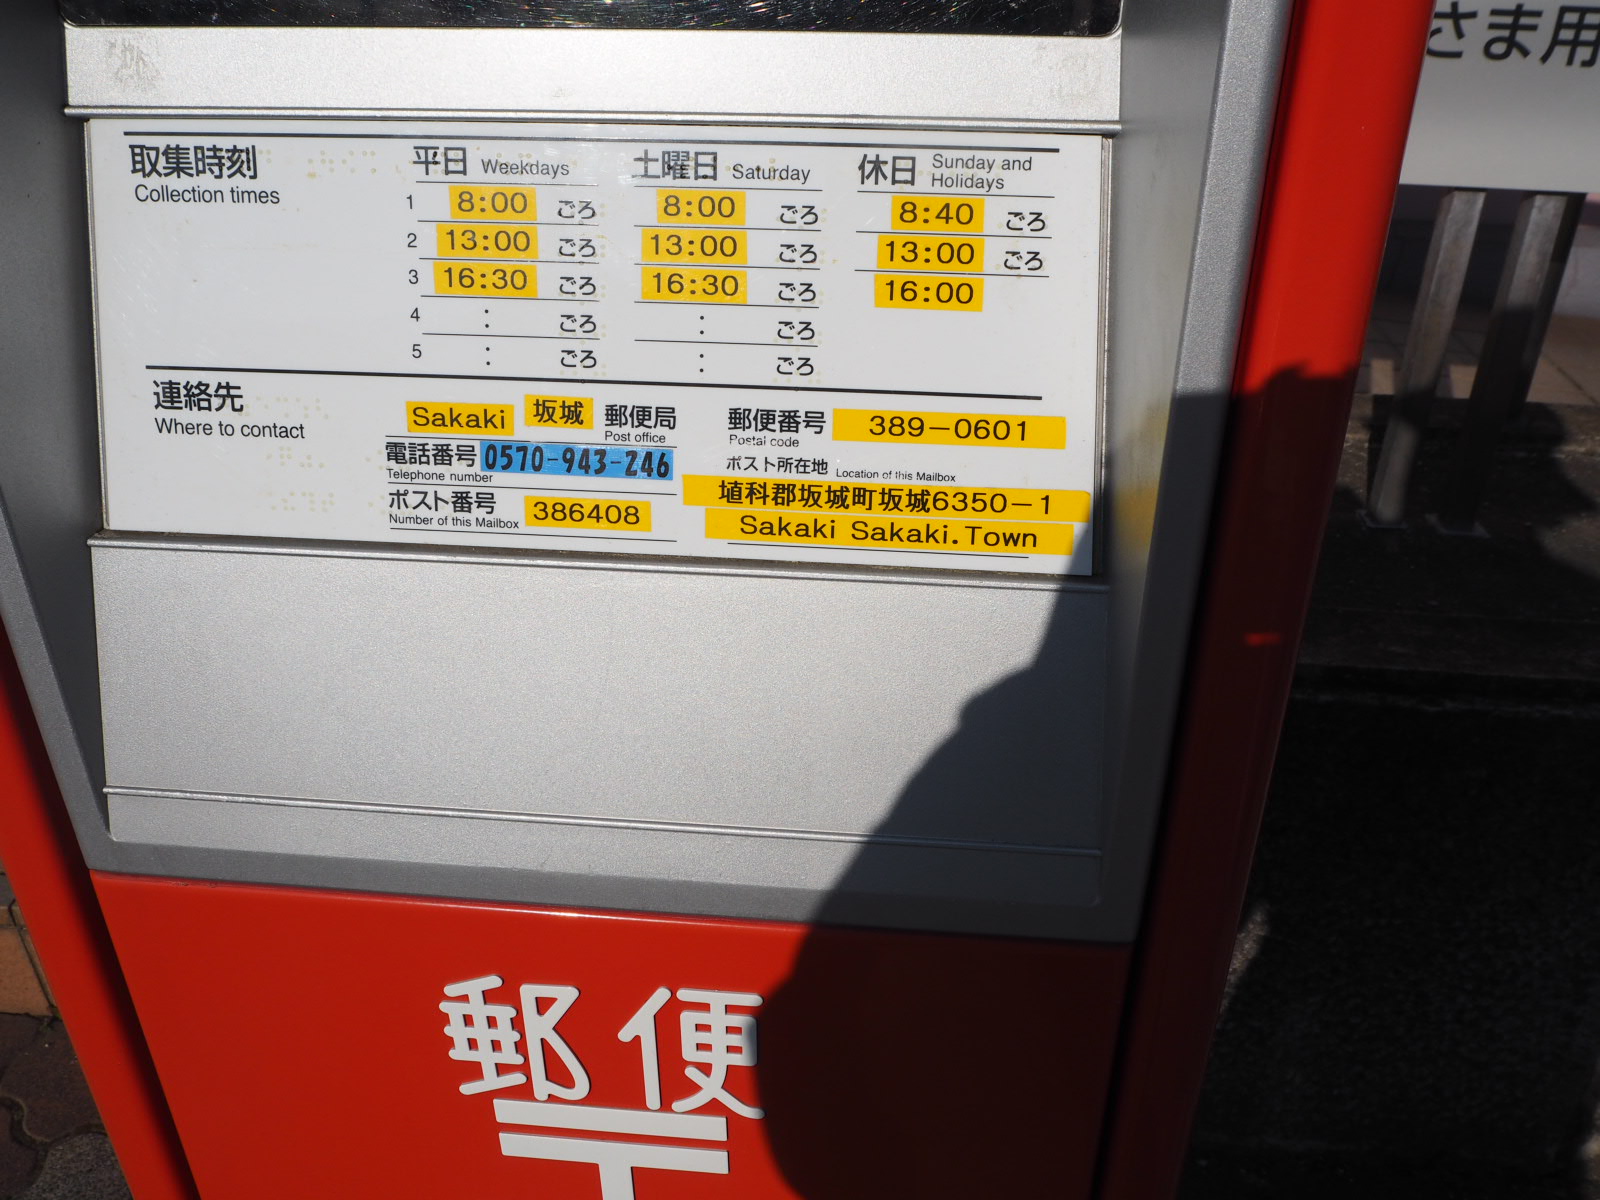 さま用
取集時刻 平日 Weekdays 土曜日 Saturday 休日 Sunday and Holidays
Collection times
1 8:00 ごろ 8:00 ごろ 8:40 ごろ
2 13:00 ごろ 13:00 ごろ 13:00 ごろ
3 16:30 ごろ 16:30 ごろ 16:00
4 : ごろ : ごろ
5 : ごろ : ごろ
連絡先
Where to contact
Sakaki 坂城 郵便局 Post office
電話番号 0570-943-246
Telephone number
ポスト番号 386408
Number of this Mailbox
郵便番号 389-0601
Postal code
ポスト所在地 Location of this Mailbox
埴科郡坂城町坂城6350-1
Sakaki Sakaki.Town
郵便
〒